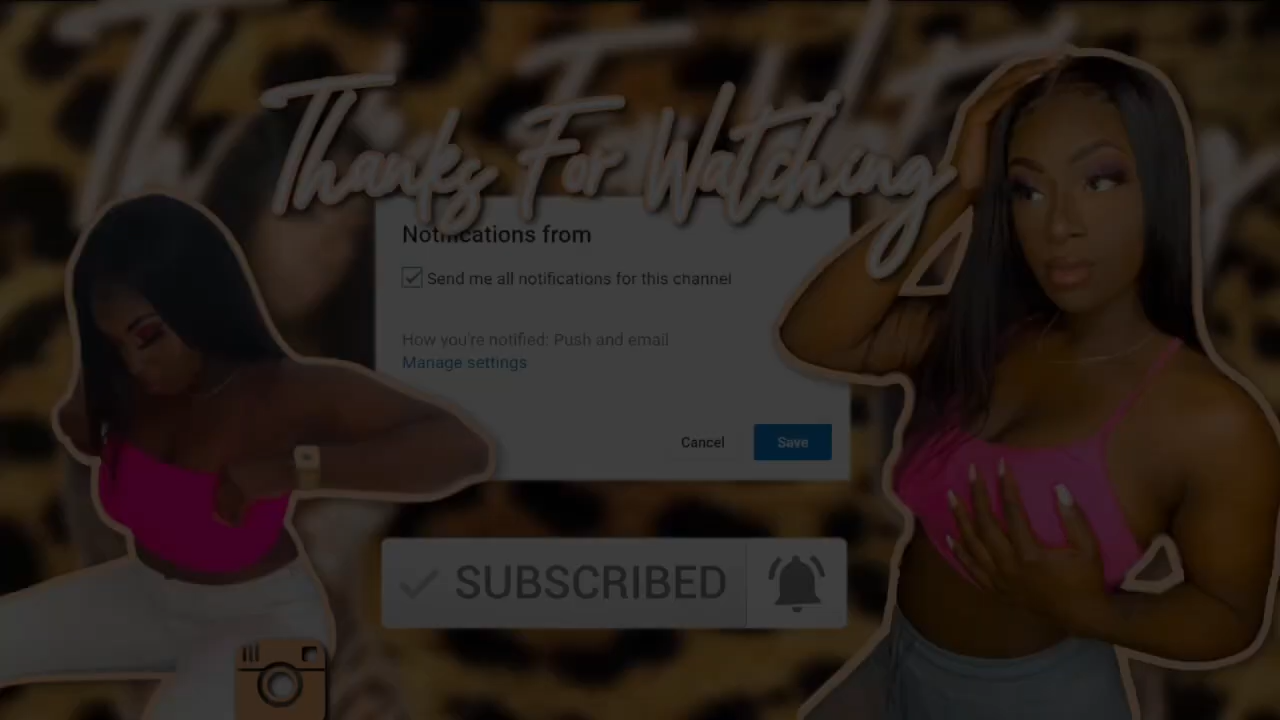 Thanks For Watching
Notifications from
Send me all notifications for this channel
How you're notified: Push and email
Manage settings
Cancel Save
SUBSCRIBED